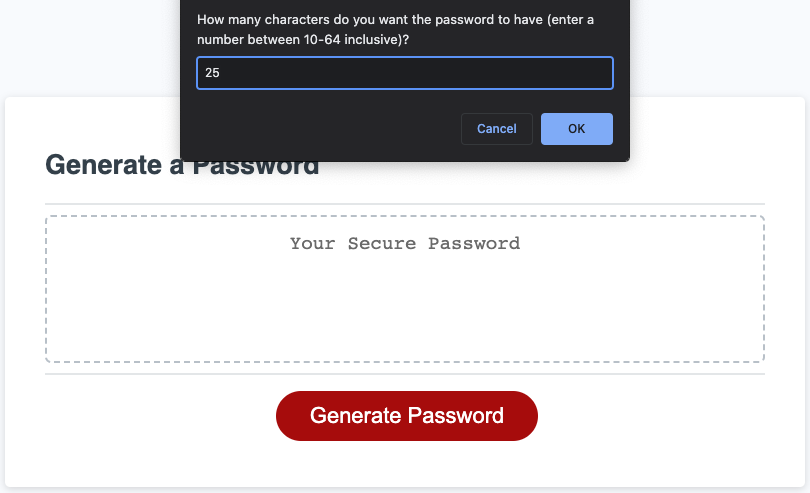 How many characters do you want the password to have (enter a
number between 10-64 inclusive)?
25
Cancel
OK
Generate a Password
Your Secure Password
Generate Password